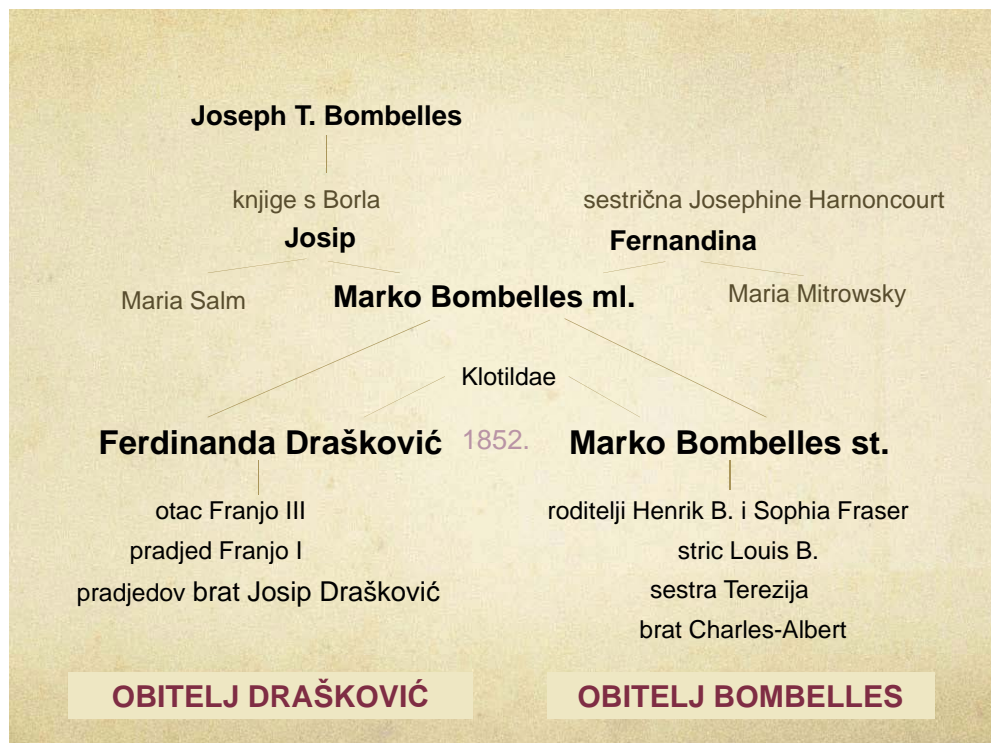 Joseph T. Bombelles
knjige s Borla
sestrična Josephine Harnoncourt
Josip
Fernandina
Maria Salm
Marko Bombelles ml.
Maria Mitrowsky
Klotildae
Ferdinanda Drašković
1852.
Marko Bombelles st.
otac Franjo III
pradjed Franjo I
pradjedov brat Josip Drašković
roditelji Henrik B. i Sophia Fraser
stric Louis B.
sestra Terezija
brat Charles-Albert
OBITELJ DRAŠKOVIĆ
OBITELJ BOMBELLES